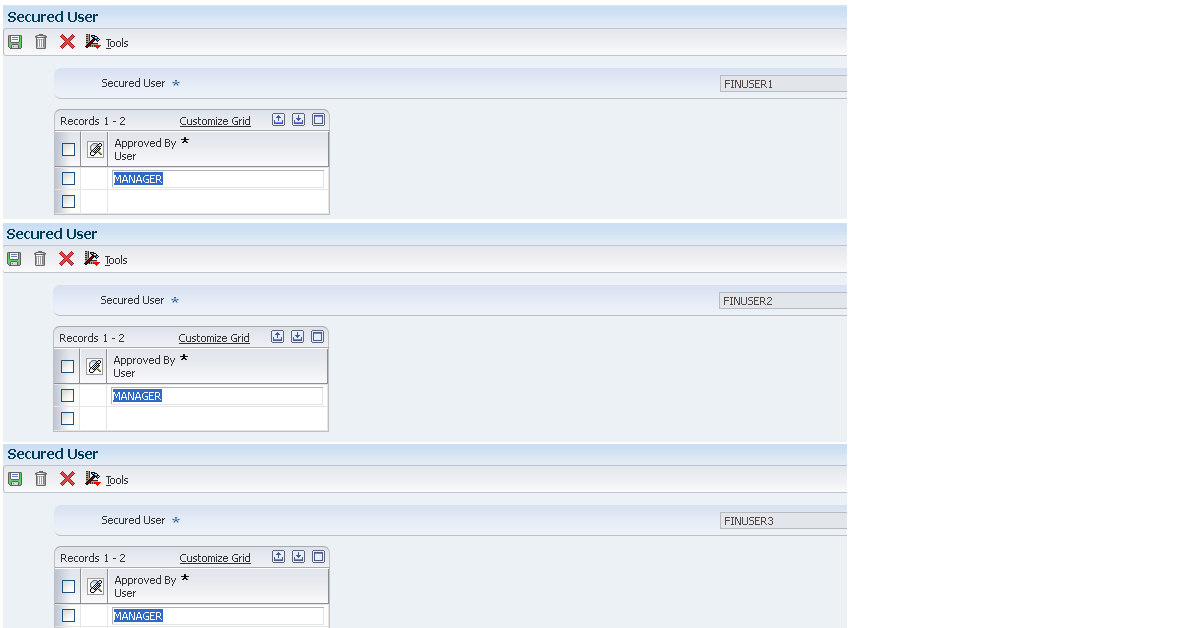 Secured User
Tools
Secured User * FINUSER1
Records 1 - 2 Customize Grid
Approved By *
User
MANAGER
Secured User
Tools
Secured User * FINUSER2
Records 1 - 2 Customize Grid
Approved By *
User
MANAGER
Secured User
Tools
Secured User * FINUSER3
Records 1 - 2 Customize Grid
Approved By *
User
MANAGER